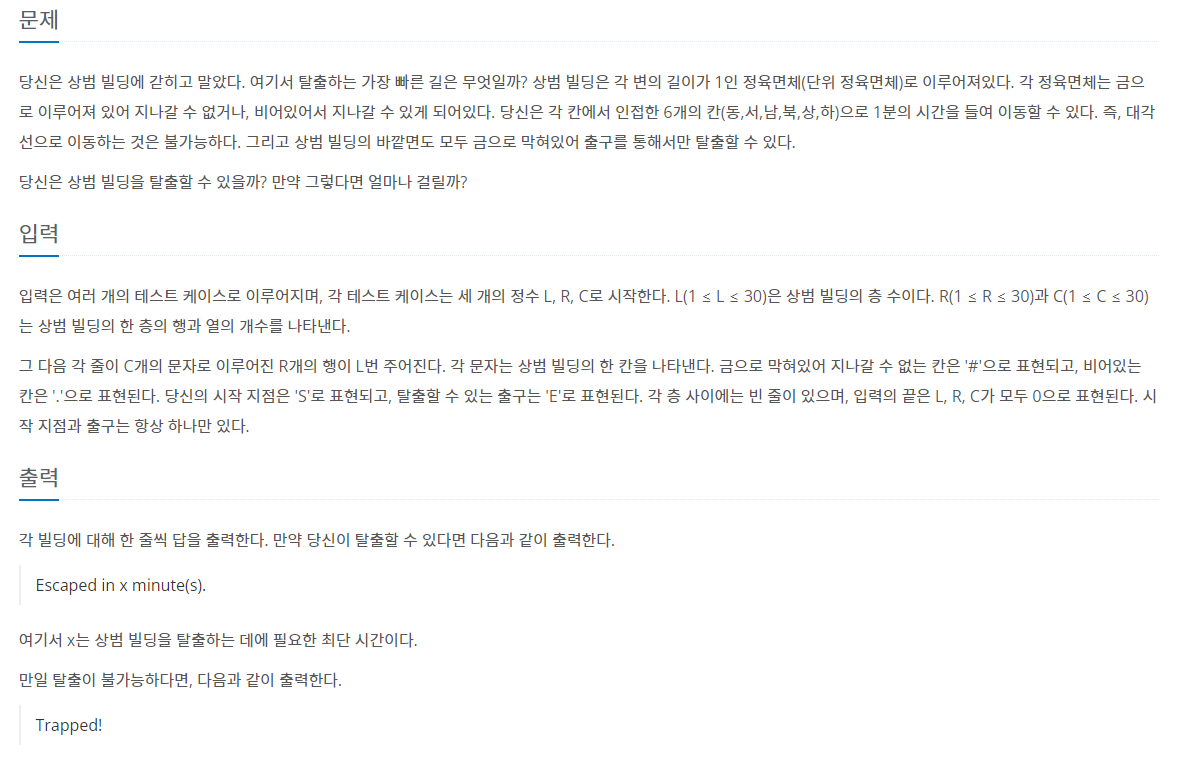 문제
당신은 상범 빌딩에 갇히고 말았다. 여기서 탈출하는 가장 빠른 길은 무엇일까? 상범 빌딩은 각 변의 길이가 1인 정육면체(단위 정육면체)로 이루어져있다. 각 정육면체는 금으
로 이루어져 있어 지나갈 수 없거나, 비어있어서 지나갈 수 있게 되어있다. 당신은 각 칸에서 인접한 6개의 칸(동,서,남,북,상,하)으로 1분의 시간을 들여 이동할 수 있다. 즉, 대각
선으로 이동하는 것은 불가능하다. 그리고 상범 빌딩의 바깥면도 모두 금으로 막혀있어 출구를 통해서만 탈출할 수 있다.
당신은 상범 빌딩을 탈출할 수 있을까? 만약 그렇다면 얼마나 걸릴까?
입력
입력은 여러 개의 테스트 케이스로 이루어지며, 각 테스트 케이스는 세 개의 정수 L, R, C로 시작한다. L(1 ≤ L ≤ 30)은 상범 빌딩의 층 수이다. R(1 ≤ R ≤ 30)과 C(1 ≤ C ≤ 30)
는 상범 빌딩의 한 층의 행과 열의 개수를 나타낸다.
그 다음 각 줄이 C개의 문자로 이루어진 R개의 행이 L번 주어진다. 각 문자는 상범 빌딩의 한 칸을 나타낸다. 금으로 막혀있어 지나갈 수 없는 칸은 '#'으로 표현되고, 비어있는
칸은 '.'으로 표현된다. 당신의 시작 지점은 'S'로 표현되고, 탈출할 수 있는 출구는 'E'로 표현된다. 각 층 사이에는 빈 줄이 있으며, 입력의 끝은 L, R, C가 모두 0으로 표현된다. 시
작 지점과 출구는 항상 하나만 있다.
출력
각 빌딩에 대해 한 줄씩 답을 출력한다. 만약 당신이 탈출할 수 있다면 다음과 같이 출력한다.
Escaped in x minute(s).
여기서 x는 상범 빌딩을 탈출하는 데에 필요한 최단 시간이다.
만일 탈출이 불가능하다면, 다음과 같이 출력한다.
Trapped!